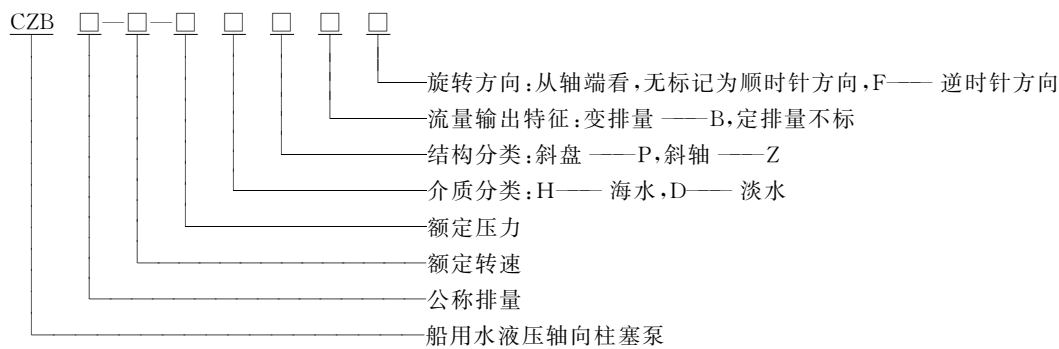 CZB □—□—□ □ □ □ □
旋转方向:从轴端看,无标记为顺时针方向,F—— 逆时针方向
流量输出特征:变排量 ——B,定排量不标
结构分类:斜盘 ——P,斜轴 ——Z
介质分类:H—— 海水,D—— 淡水
额定压力
额定转速
公称排量
船用水液压轴向柱塞泵